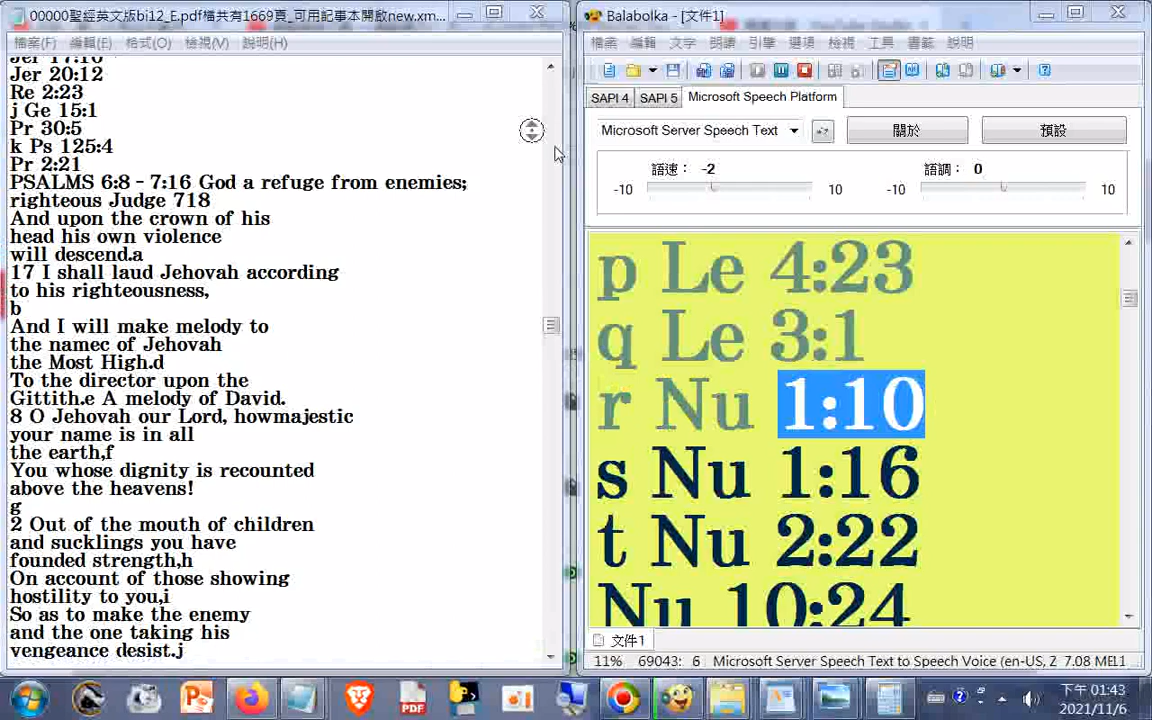 00000聖經英文版bi12_E.pdf檔共有1669頁_可用記事本開啟new.xm...
檔案(F) 編輯(E) 格式(O) 檢視(V) 說明(H)
Jer 17:10
Jer 20:12
Re 2:23
j Ge 15:1
Pr 30:5
k Ps 125:4
Pr 2:21
PSALMS 6:8 - 7:16 God a refuge from enemies;
righteous Judge 718
And upon the crown of his
head his own violence
will descend.a
17 I shall laud Jehovah according
to his righteousness,
b
And I will make melody to
the namec of Jehovah
the Most High.d
To the director upon the
Gittith.e A melody of David.
8 O Jehovah our Lord, howmajestic
your name is in all
the earth,f
You whose dignity is recounted
above the heavens!
g
2 Out of the mouth of children
and sucklings you have
founded strength,h
On account of those showing
hostility to you,i
So as to make the enemy
and the one taking his
vengeance desist.j
Balabolka - [文件1]
檔案 編輯 文字 朗讀 引擎 選項 檢視 工具 書籤 說明
SAPI 4 SAPI 5 Microsoft Speech Platform
Microsoft Server Speech Text 關於 預設
語速： -2 語調： 0
-10 10 -10 10
p Le 4:23
q Le 3:1
r Nu 1:10
s Nu 1:16
t Nu 2:22
Nu 10:24
文件1
11% 69043: 6 Microsoft Server Speech Text to Speech Voice (en-US, 2 7.08 ME
PDF
下午 01:43
2021/11/6